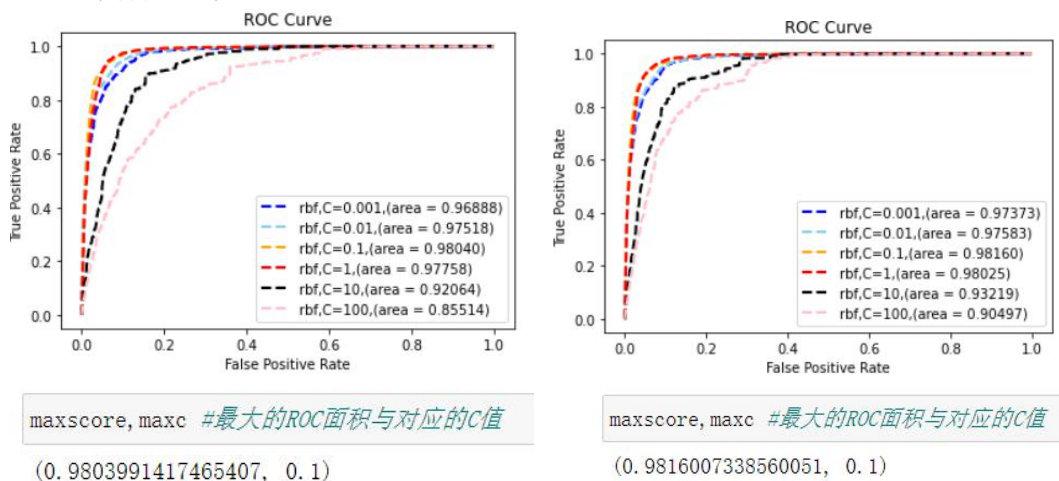 ROC Curve
1.0
0.8
0.6
0.4
0.2
0.0
True Positive Rate
rbf,C=0.001,(area = 0.96888)
rbf,C=0.01,(area = 0.97518)
rbf,C=0.1,(area = 0.98040)
rbf,C=1,(area = 0.97758)
rbf,C=10,(area = 0.92064)
rbf,C=100,(area = 0.85514)
0.0 0.2 0.4 0.6 0.8 1.0
False Positive Rate
maxscore,maxc #最大的ROC面积与对应的C值
(0.9803991417465407, 0.1)
ROC Curve
1.0
0.8
0.6
0.4
0.2
0.0
True Positive Rate
rbf,C=0.001,(area = 0.97373)
rbf,C=0.01,(area = 0.97583)
rbf,C=0.1,(area = 0.98160)
rbf,C=1,(area = 0.98025)
rbf,C=10,(area = 0.93219)
rbf,C=100,(area = 0.90497)
0.0 0.2 0.4 0.6 0.8 1.0
False Positive Rate
maxscore,maxc #最大的ROC面积与对应的C值
(0.9816007338560051, 0.1)